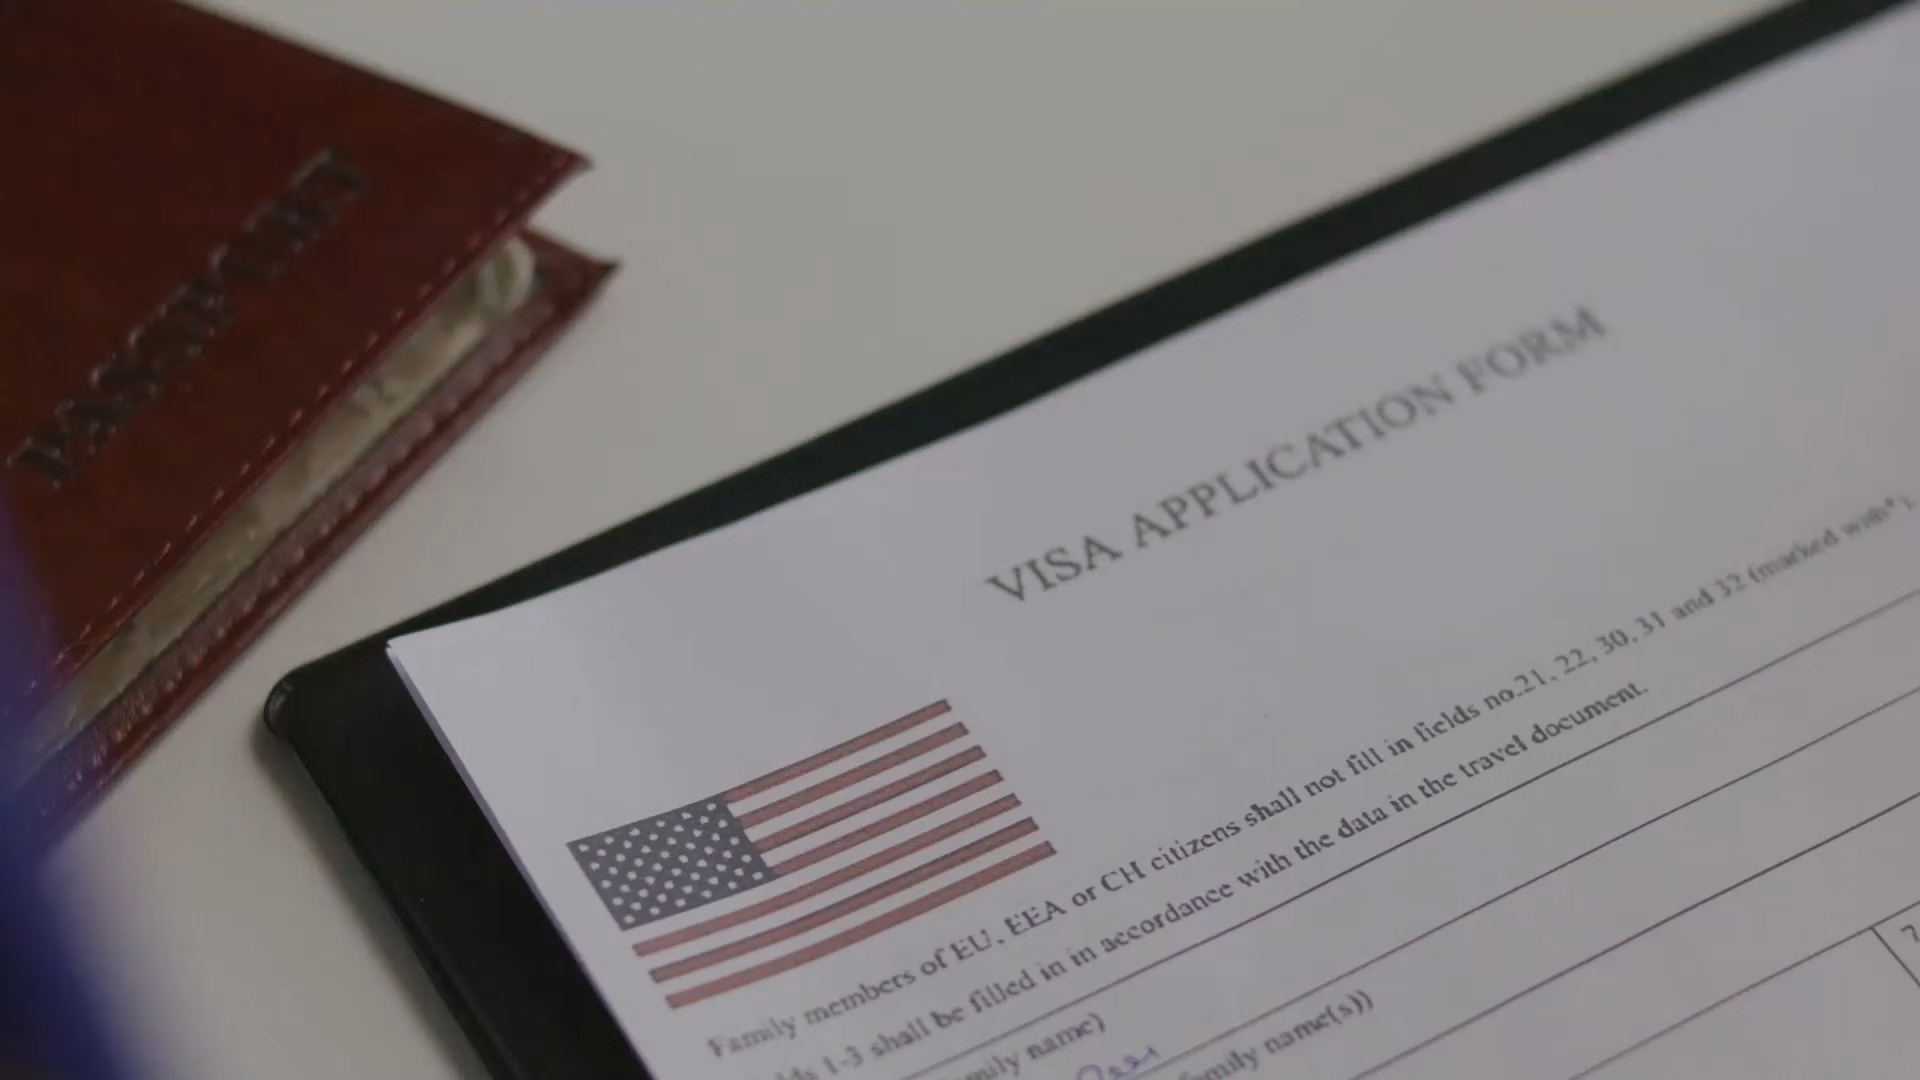 PASSPORT
VISA APPLICATION FORM
Family members of EU, EEA or CH citizens shall not fill in fields no.21, 22, 30, 31 and 32 (marked with*).
1-3 shall be filled in in accordance with the data in the travel document.
name)
family name(s))
7